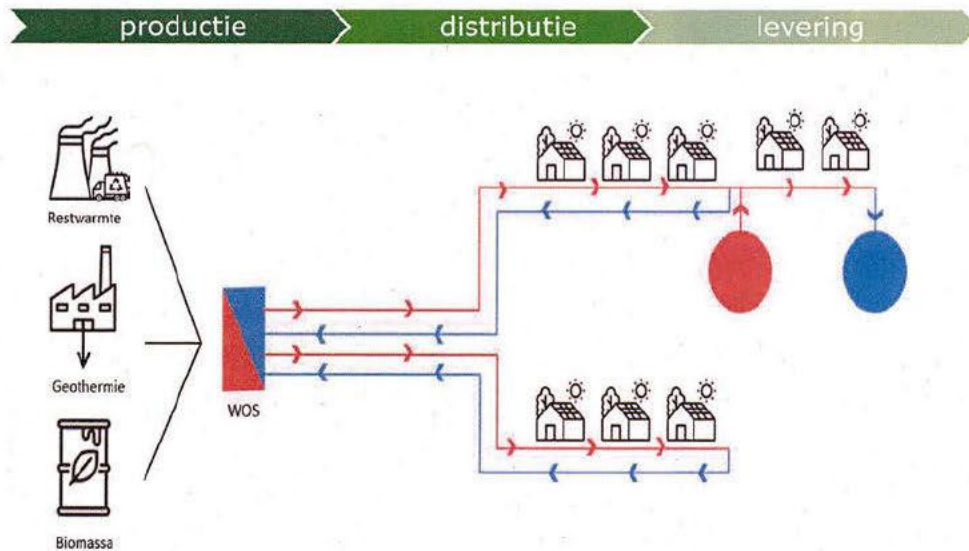 productie
distributie
levering
Restwarmte
Geothermie
WOS
Biomassa